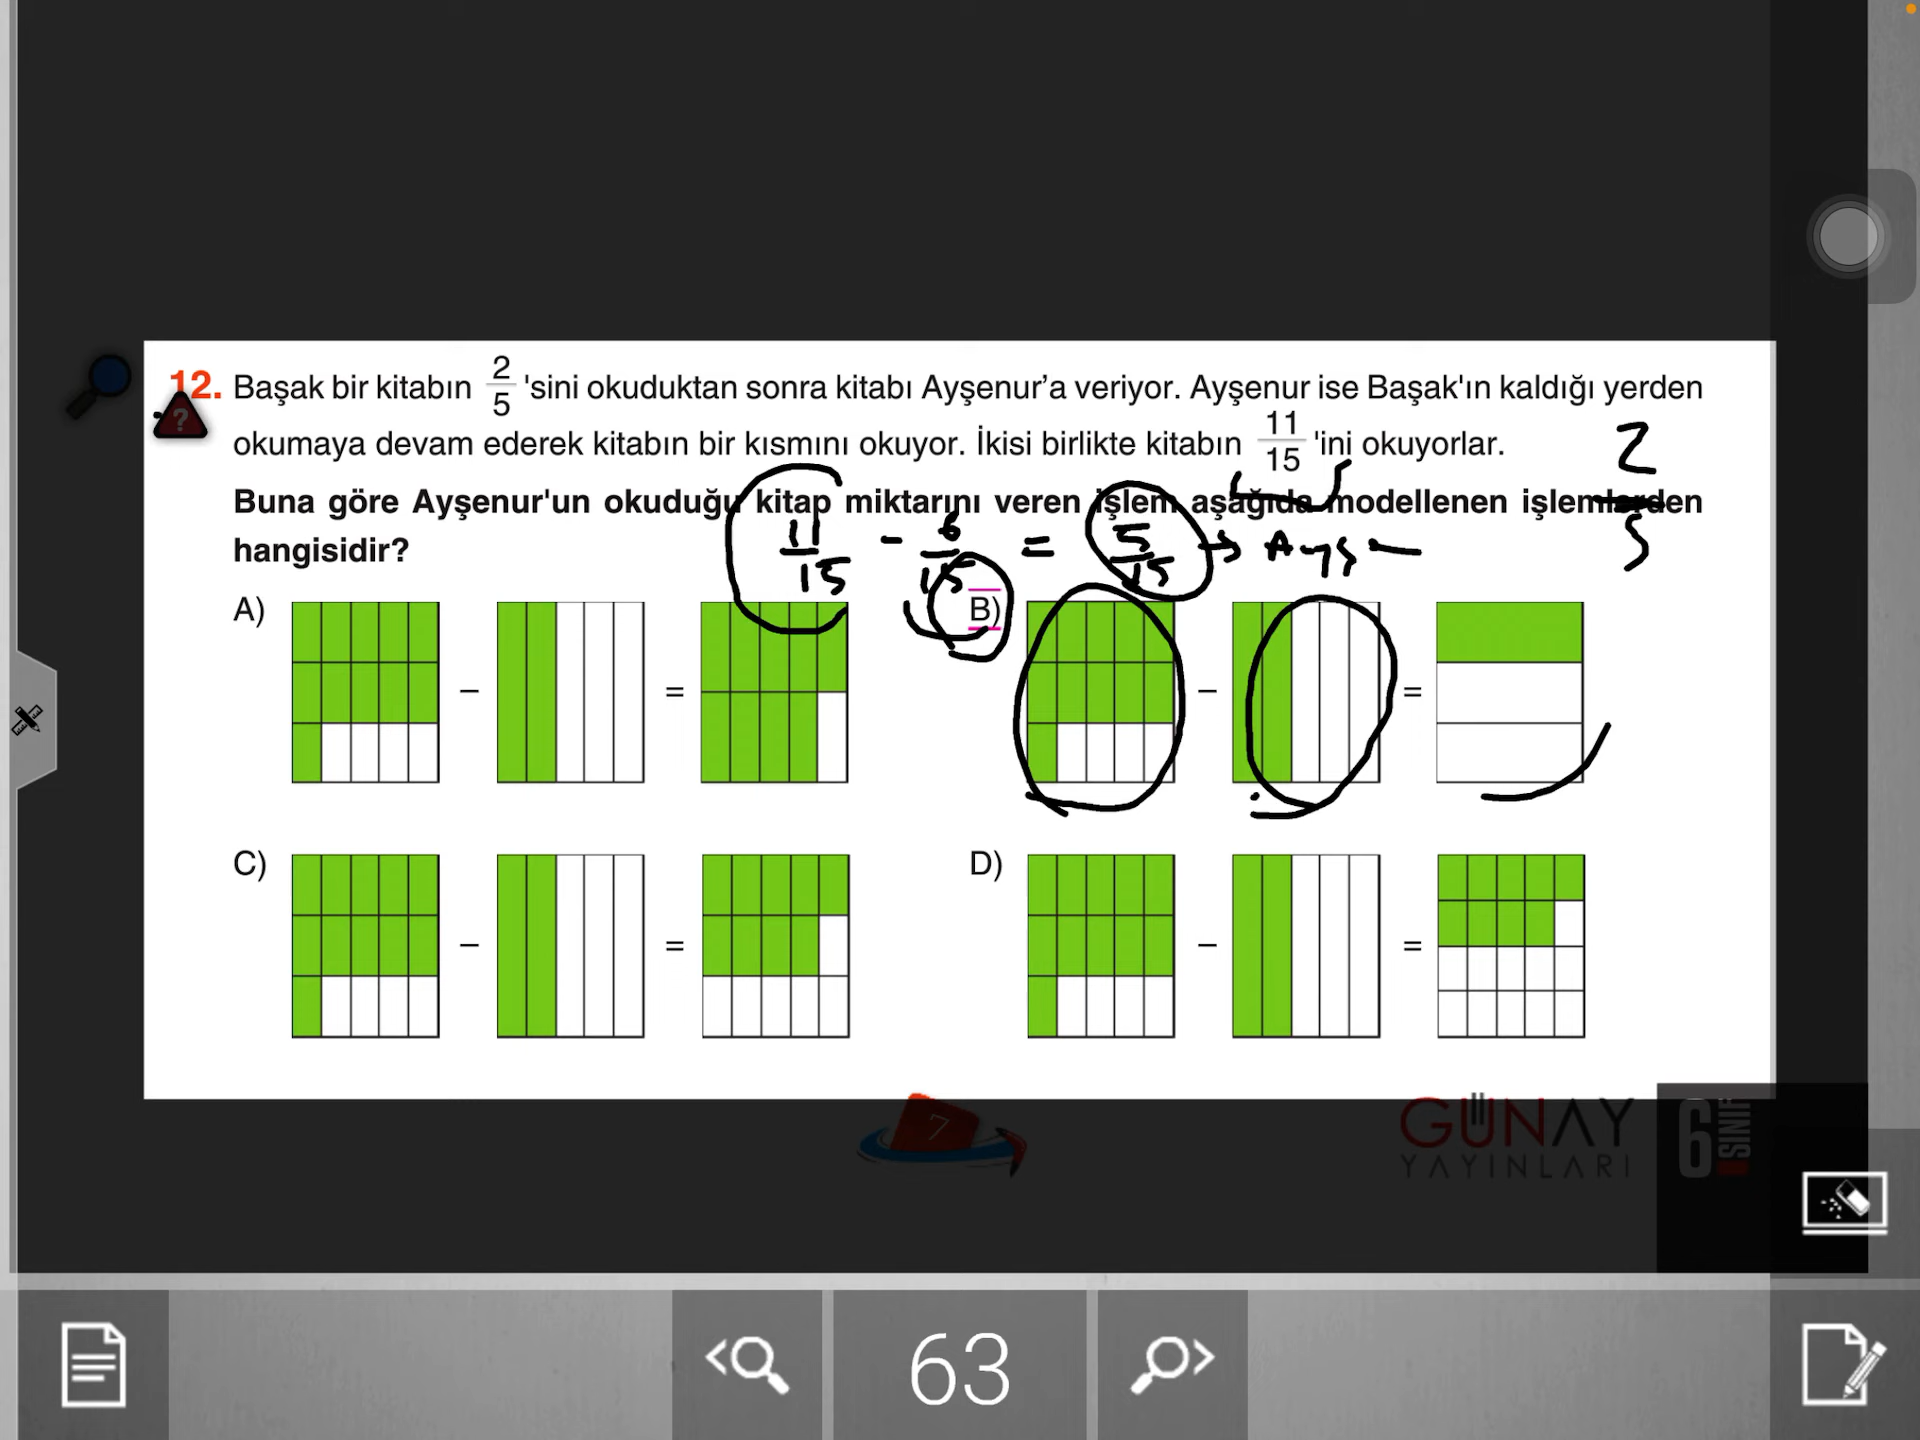 12. Başak bir kitabın 2/5 'sini okuduktan sonra kitabı Ayşenur’a veriyor. Ayşenur ise Başak'ın kaldığı yerden
okumaya devam ederek kitabın bir kısmını okuyor. İkisi birlikte kitabın 11/15 'ini okuyorlar.
2/5
Buna göre Ayşenur'un okuduğu kitap miktarını veren işlem aşağıda modellenen işlemlerden
hangisidir?
11/15 - 6/15 = 5/15 → Ayş
A) - =
B) - =
C) - =
D) - =
7
GÜNAY
YAYINLARI
6
SINIF
?
63